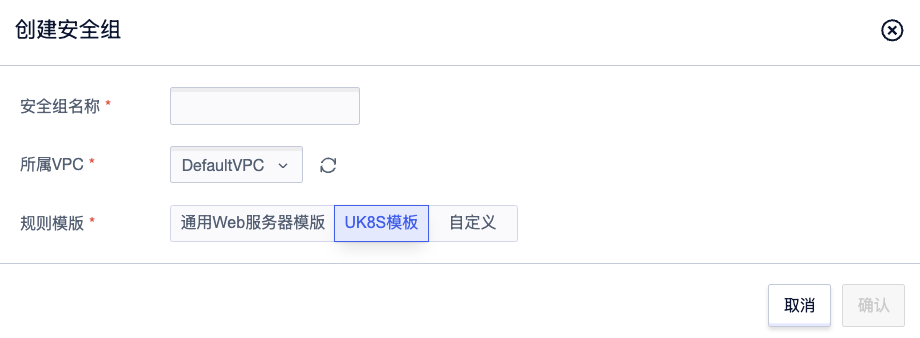 创建安全组
安全组名称 *
所属VPC * DefaultVPC
规则模版 * 通用Web服务器模版 UK8S模板 自定义
取消 确认